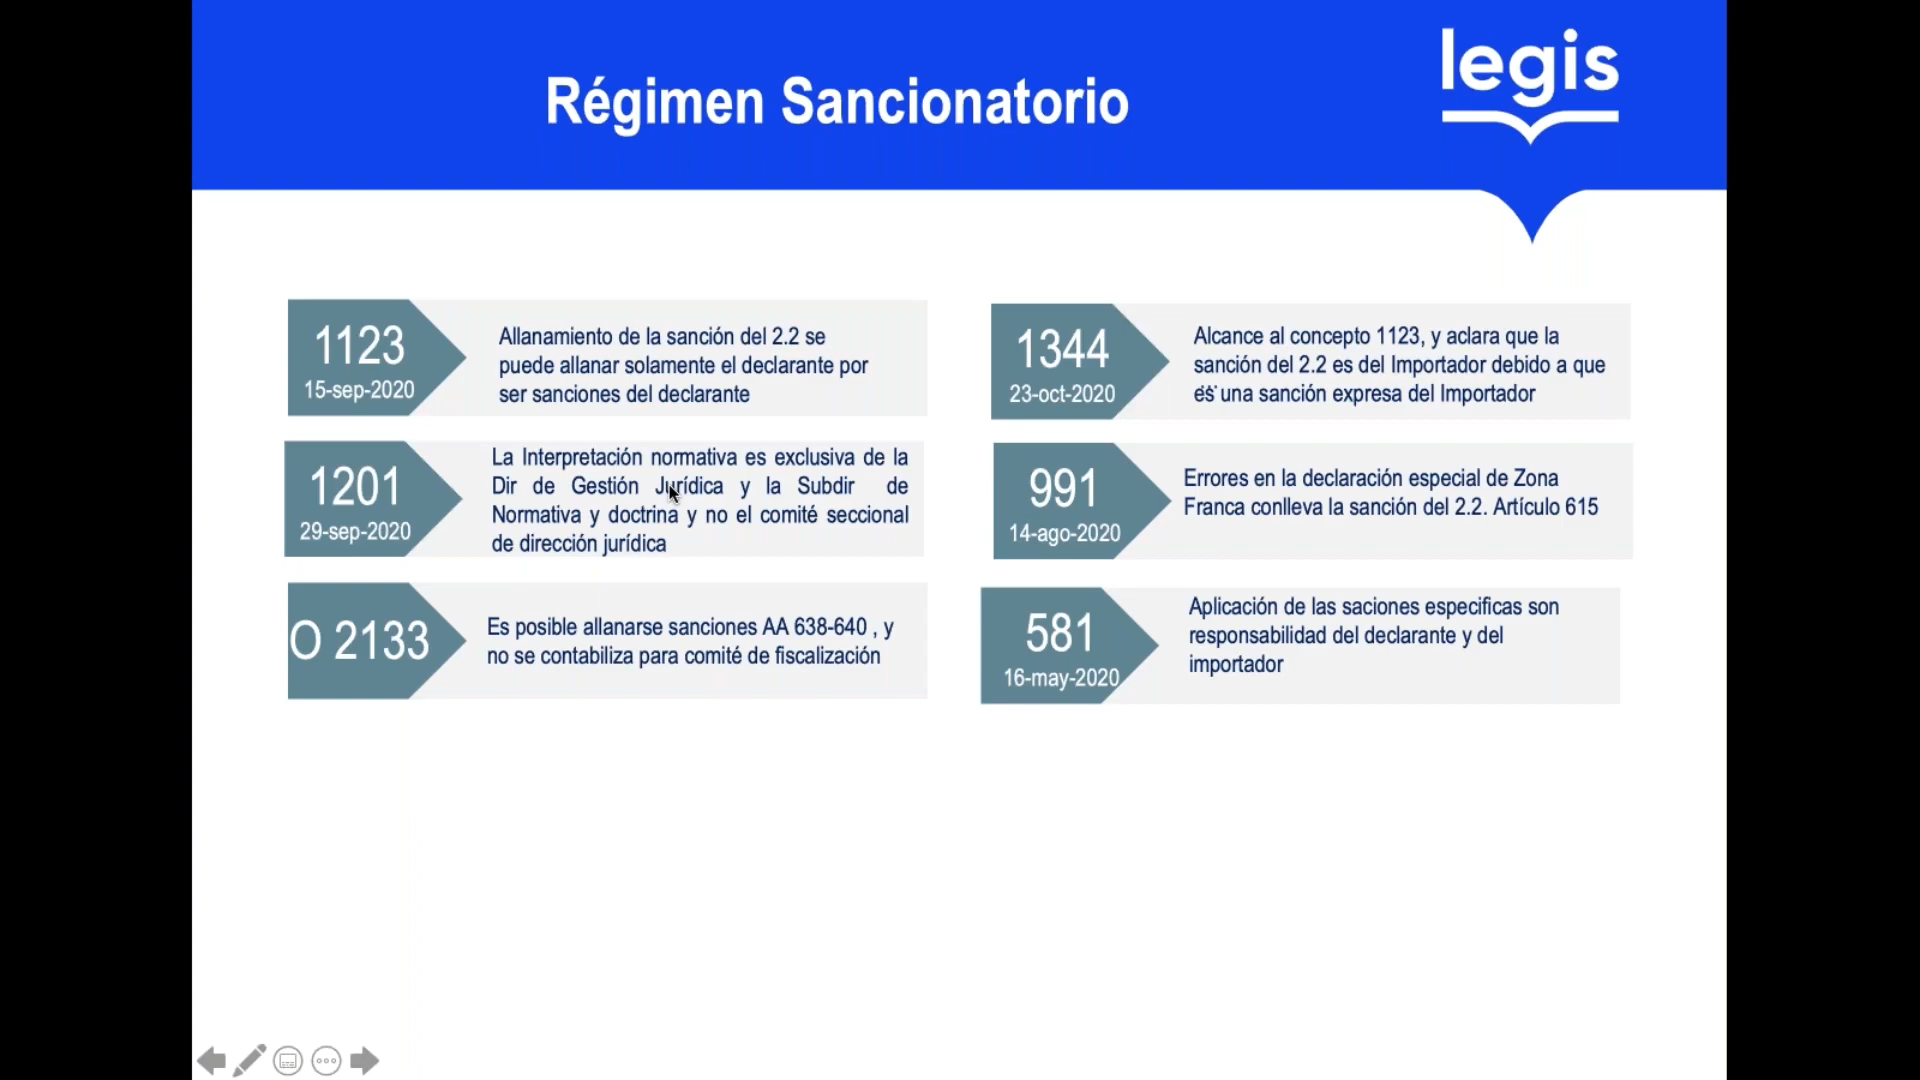 Régimen Sancionatorio
legis
1123
15-sep-2020
Allanamiento de la sanción del 2.2 se
puede allanar solamente el declarante por
ser sanciones del declarante
1344
23-oct-2020
Alcance al concepto 1123, y aclara que la
sanción del 2.2 es del Importador debido a que
es una sanción expresa del Importador
1201
29-sep-2020
La Interpretación normativa es exclusiva de la
Dir de Gestión Jurídica y la Subdir de
Normativa y doctrina y no el comité seccional
de dirección jurídica
991
14-ago-2020
Errores en la declaración especial de Zona
Franca conlleva la sanción del 2.2. Artículo 615
O 2133
Es posible allanarse sanciones AA 638-640 , y
no se contabiliza para comité de fiscalización
581
16-may-2020
Aplicación de las saciones especificas son
responsabilidad del declarante y del
importador